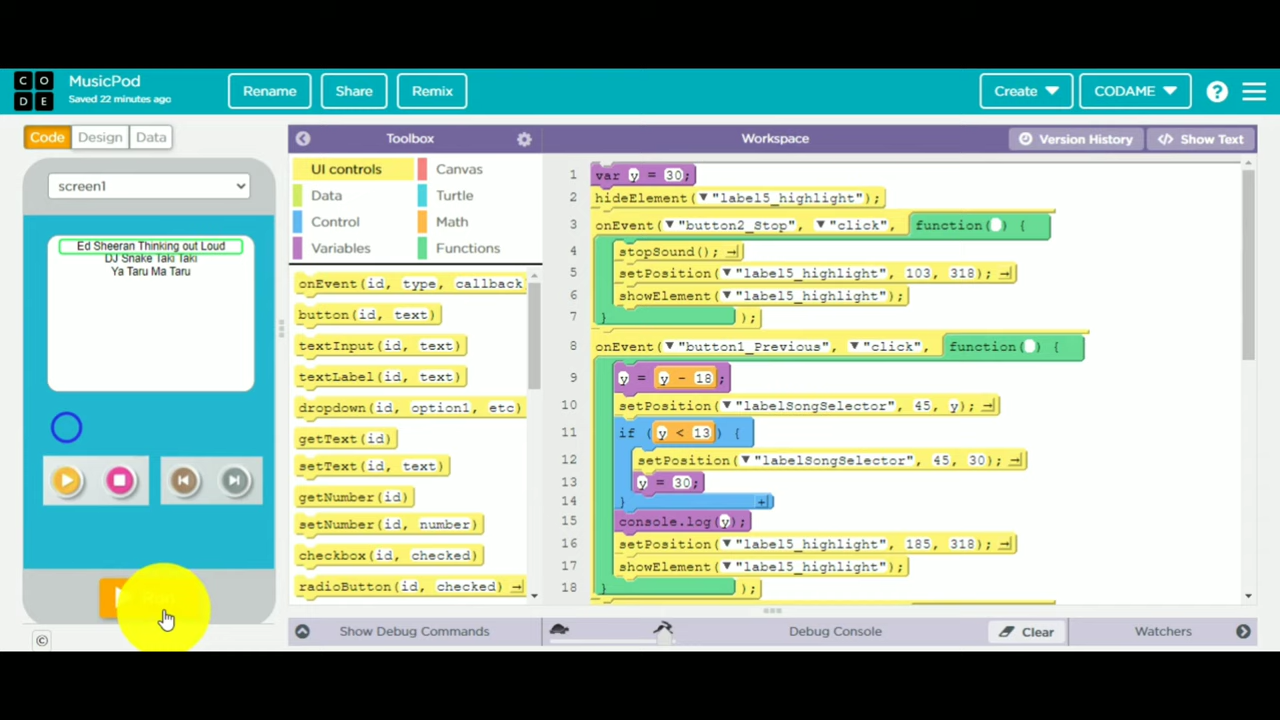 C O
D E
MusicPod
Saved 22 minutes ago
Rename
Share
Remix
Create
CODAME
?
Code
Design
Data
Toolbox
Workspace
Version History
</> Show Text
screen1
Ed Sheeran Thinking out Loud
DJ Snake Taki Taki
Ya Taru Ma Taru
UI controls
Canvas
Data
Turtle
Control
Math
Variables
Functions
onEvent(id, type, callback
button(id, text)
textInput(id, text)
textLabel(id, text)
dropdown(id, option1, etc)
getText(id)
setText(id, text)
getNumber(id)
setNumber(id, number)
checkbox(id, checked)
radioButton(id, checked)
1 var y = 30;
2 hideElement("label5_highlight");
3 onEvent("button2_Stop", "click", function() {
4 stopSound();
5 setPosition("label5_highlight", 103, 318);
6 showElement("label5_highlight");
7 } );
8 onEvent("button1_Previous", "click", function() {
9 y = y - 18;
10 setPosition("labelSongSelector", 45, y);
11 if (y < 13) {
12 setPosition("labelSongSelector", 45, 30);
13 y = 30;
14 } +
15 console.log(y);
16 setPosition("label5_highlight", 185, 318);
17 showElement("label5_highlight");
18 } );
©
Show Debug Commands
Debug Console
Clear
Watchers